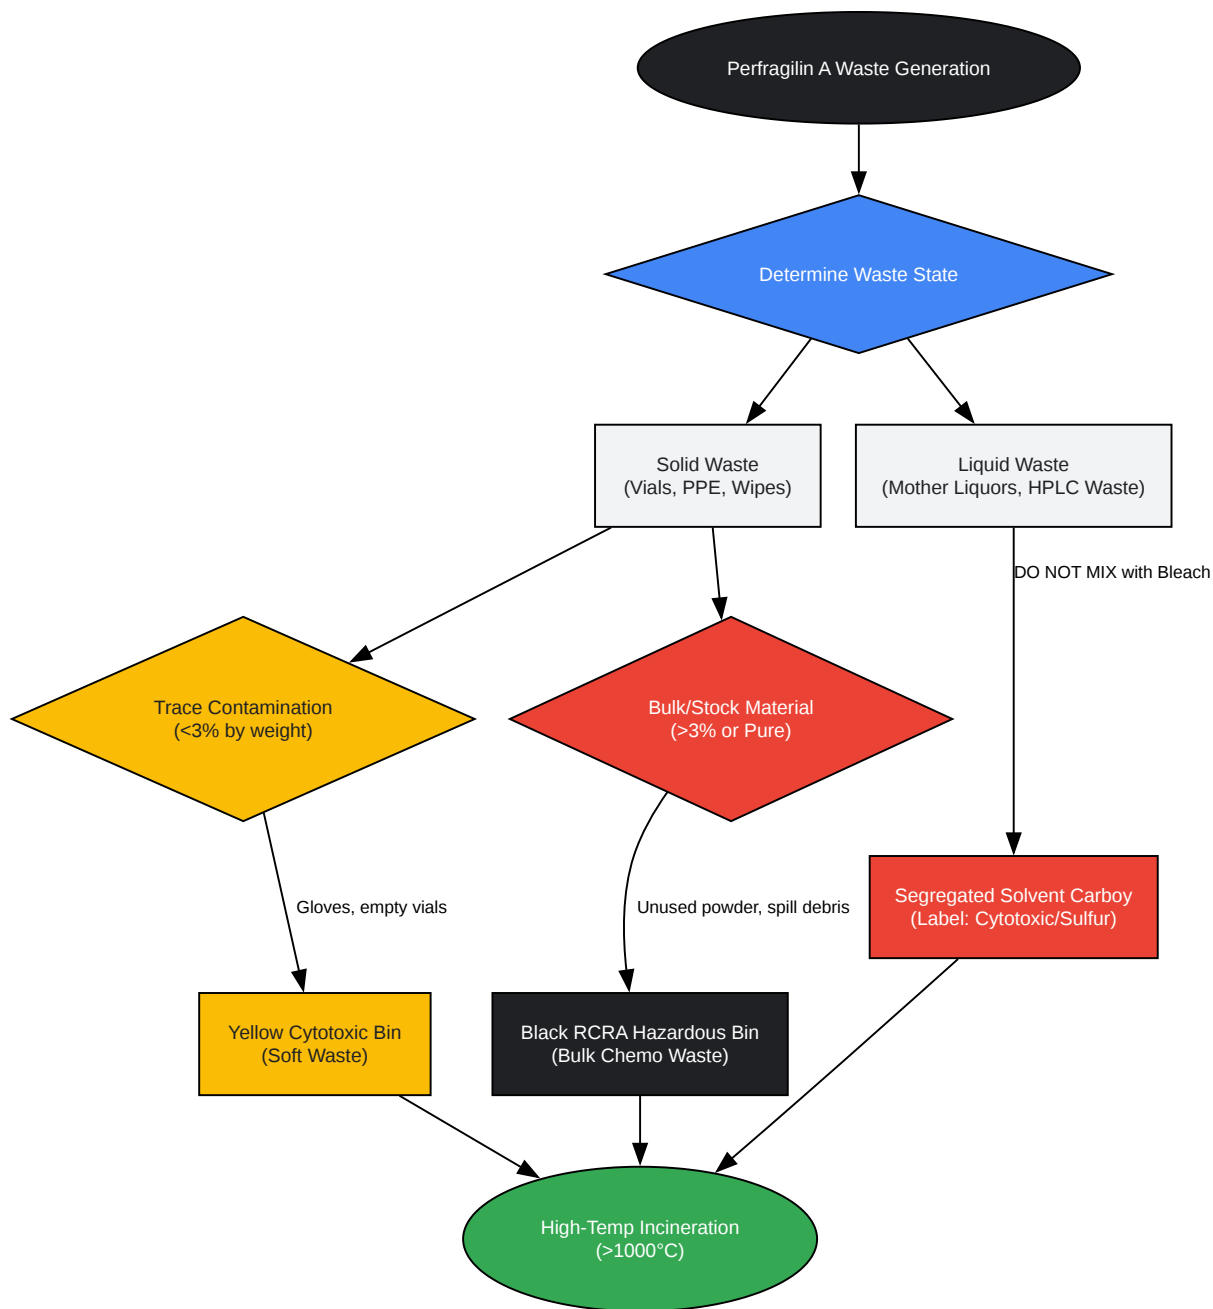 Perfragilin A Waste Generation
Determine Waste State
Solid Waste
(Vials, PPE, Wipes)
Liquid Waste
(Mother Liquors, HPLC Waste)
DO NOT MIX with Bleach
Trace Contamination
(<3% by weight)
Bulk/Stock Material
(>3% or Pure)
Gloves, empty vials
Unused powder, spill debris
Segregated Solvent Carboy
(Label: Cytotoxic/Sulfur)
Yellow Cytotoxic Bin
(Soft Waste)
Black RCRA Hazardous Bin
(Bulk Chemo Waste)
High-Temp Incineration
(>1000°C)